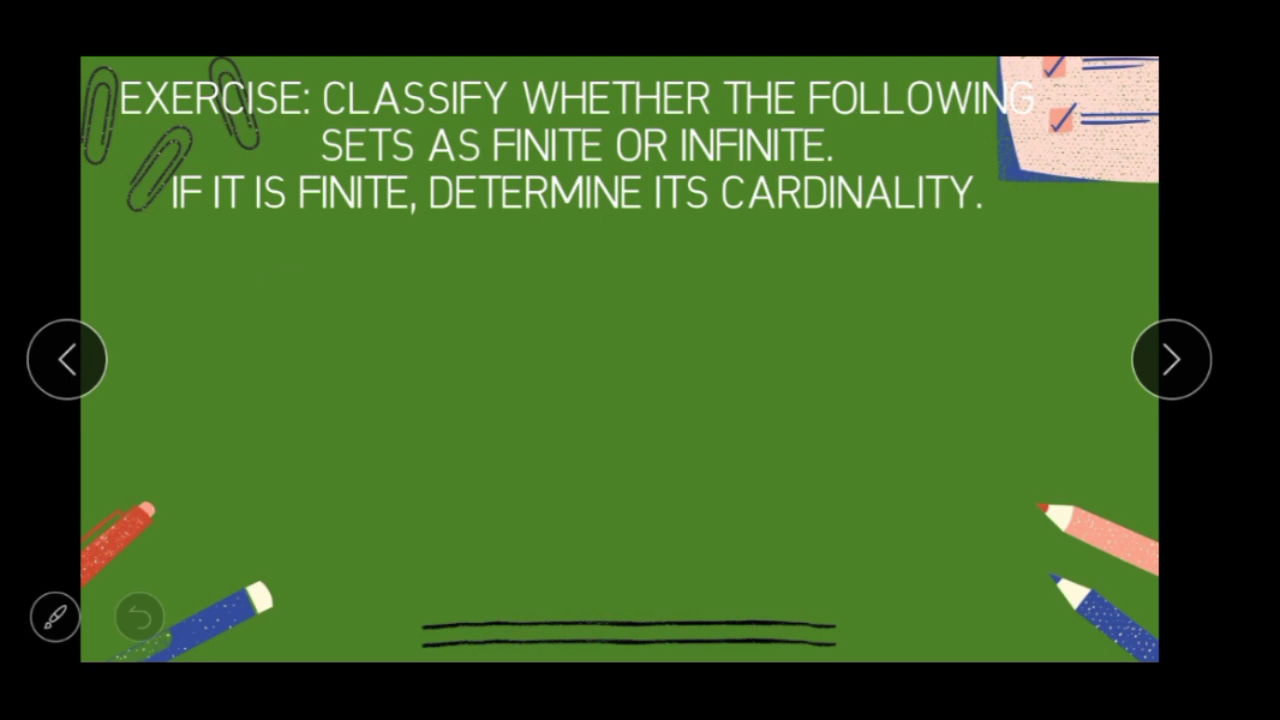 EXERCISE: CLASSIFY WHETHER THE FOLLOWING
SETS AS FINITE OR INFINITE.
IF IT IS FINITE, DETERMINE ITS CARDINALITY.